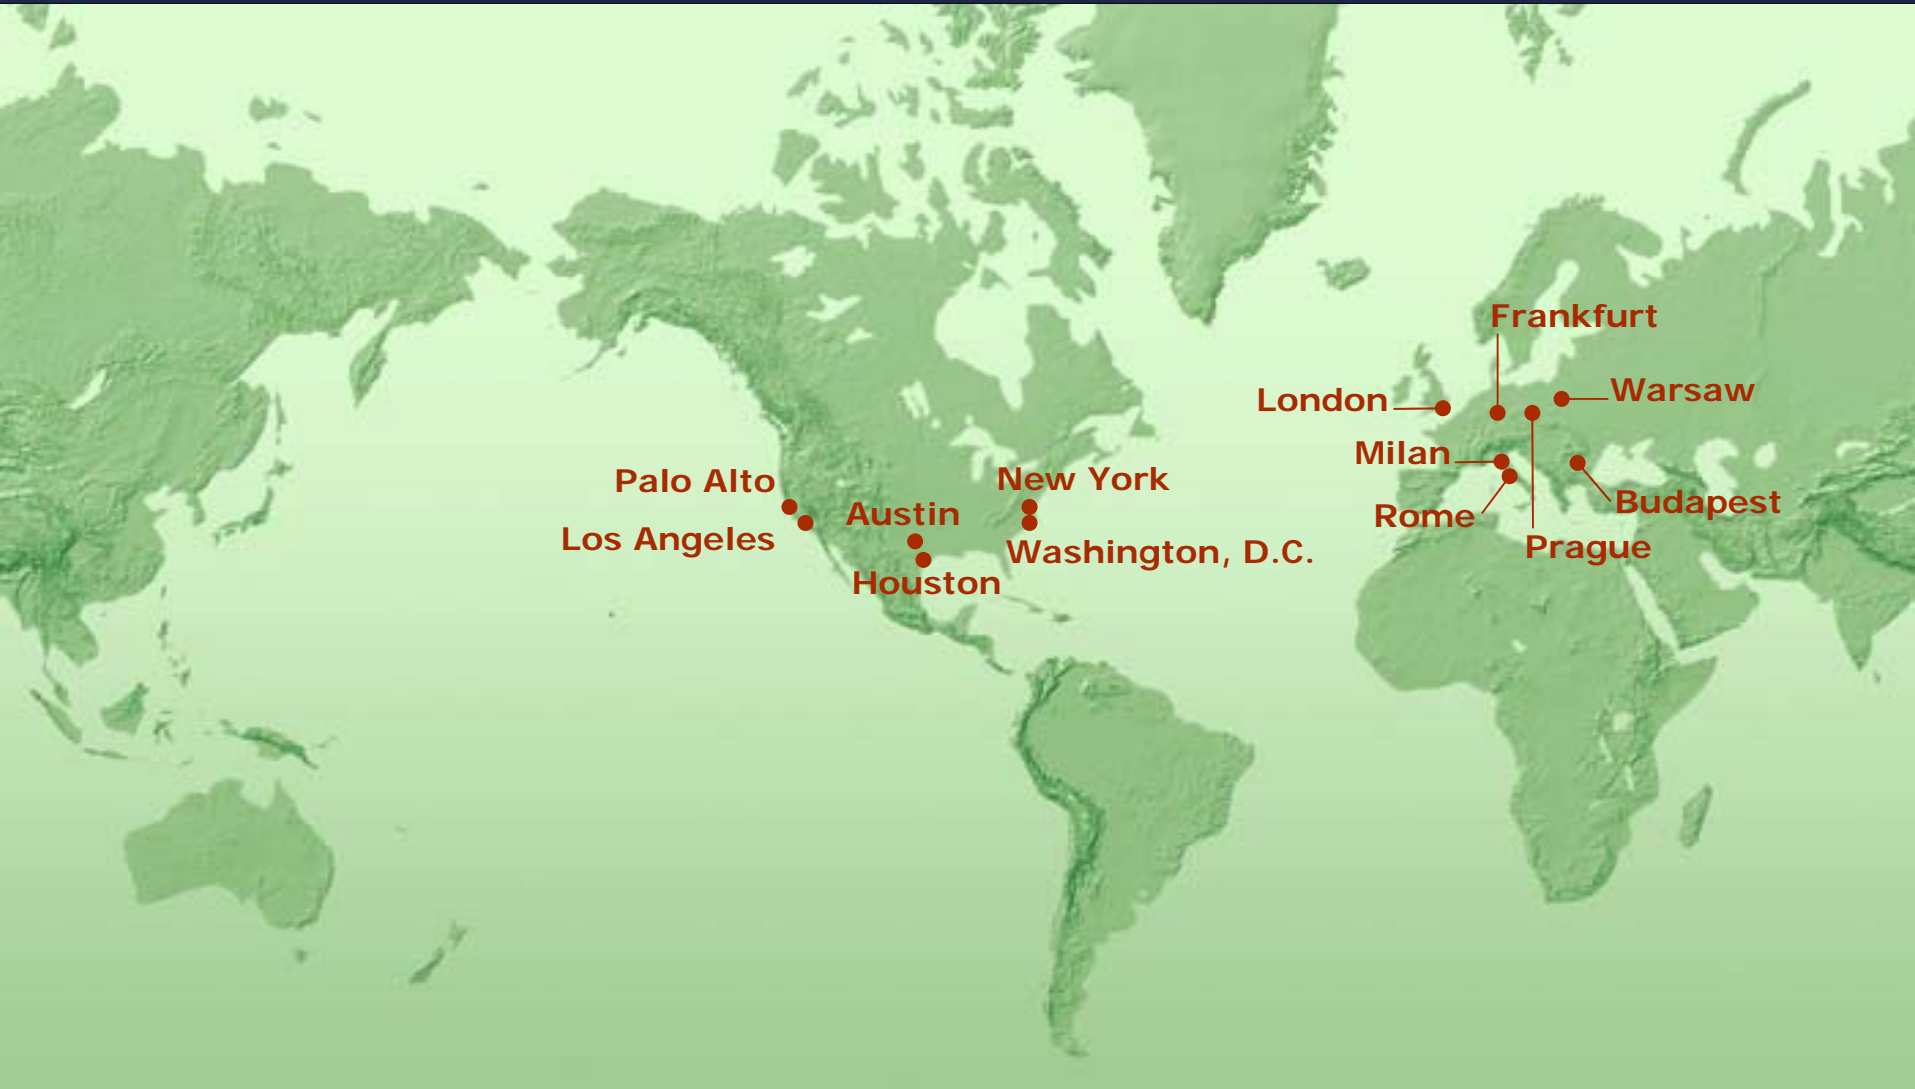 Frankfurt
London
Warsaw
Milan
Palo Alto
New York
Budapest
Austin
Rome
Los Angeles
Prague
Washington, D.C.
Houston